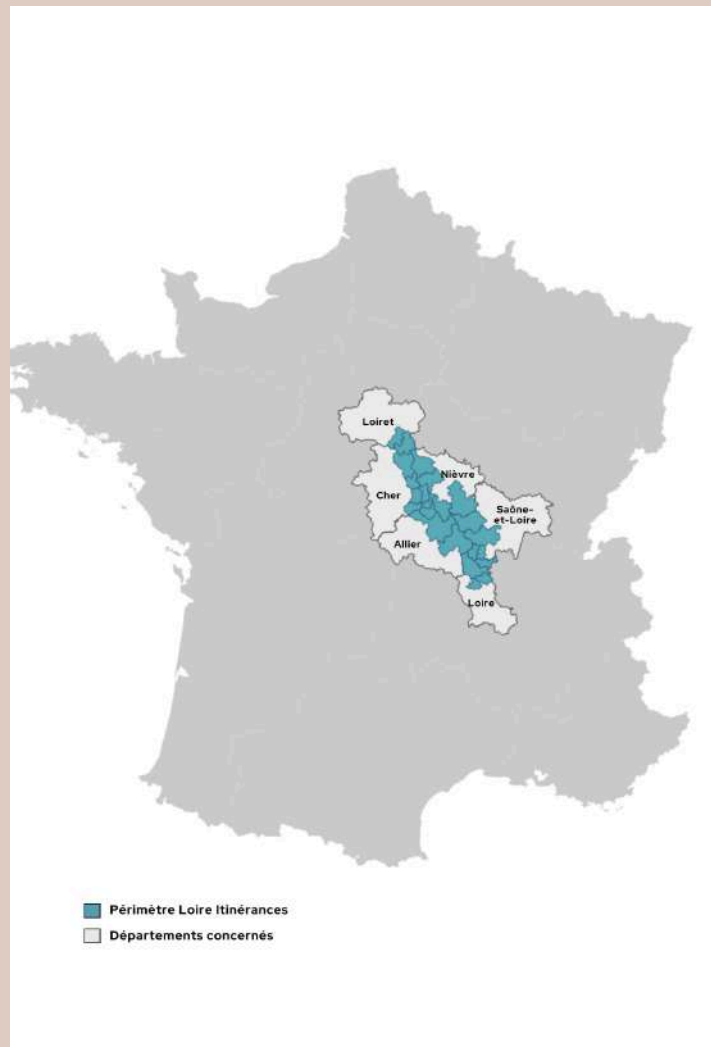 Loiret
Nièvre
Cher
Saône-
et-Loire
Allier
Loire
Périmètre Loire Itinérances
Départements concernés